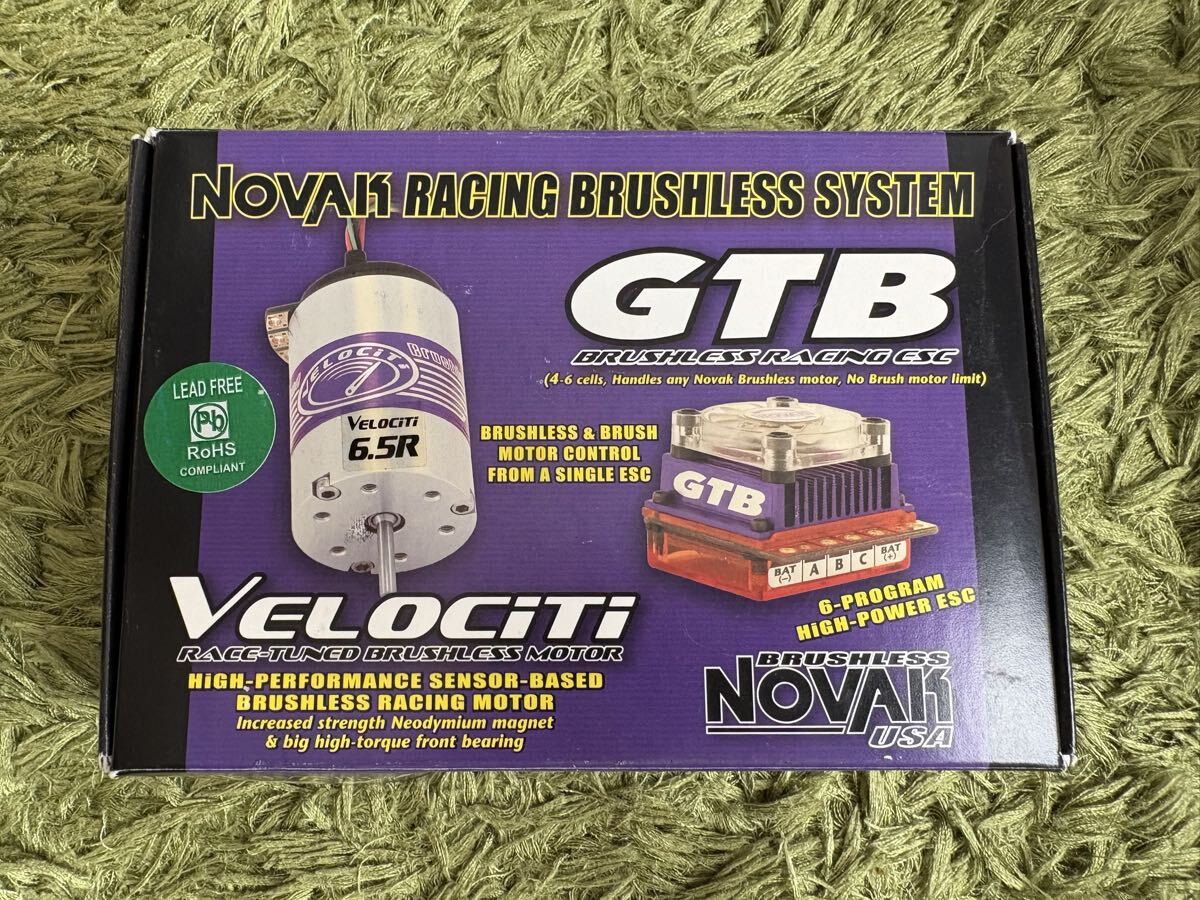 NOVAK RACING BRUSHLESS SYSTEM
GTB
BRUSHLESS RACING ESC
(4-6 cells, Handles any Novak Brushless motor, No Brush motor limit)
BRUSHLESS & BRUSH
MOTOR CONTROL
FROM A SINGLE ESC
GTB
BAT (-) A B C BAT (+)
6-PROGRAM
HiGH-POWER ESC
LEAD FREE
Pb
RoHS
COMPLIANT
VELOCiTi
6.5R
VELOCiTi
RACE-TUNED BRUSHLESS MOTOR
HiGH-PERFORMANCE SENSOR-BASED
BRUSHLESS RACING MOTOR
Increased strength Neodymium magnet
& big high-torque front bearing
BRUSHLESS
NOVAK
USA